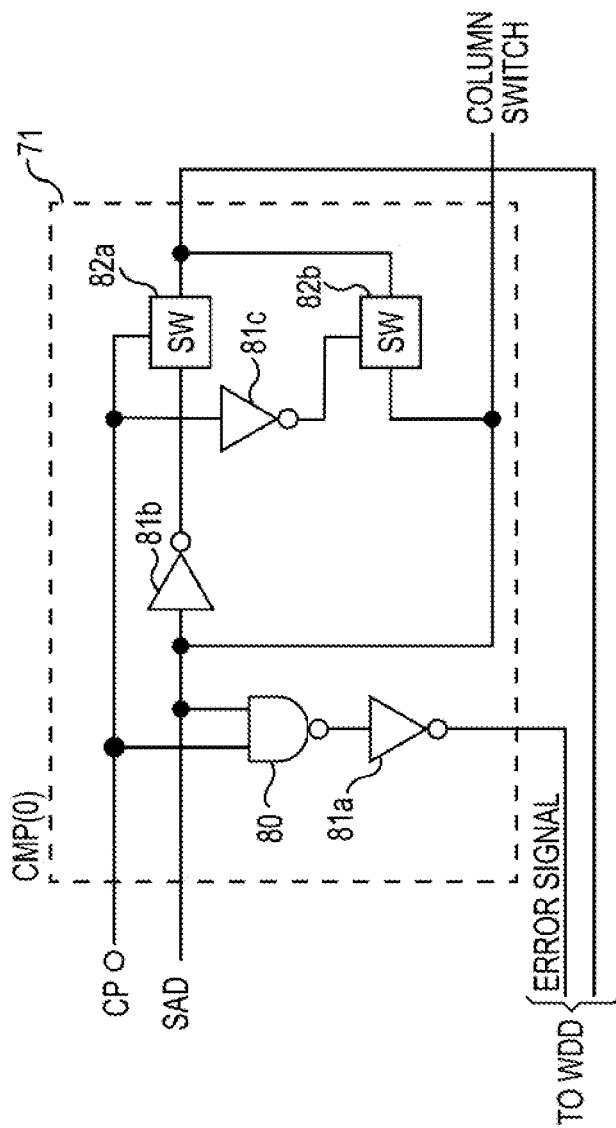 CMP(0)
71
CP
SAD
80
81a
81b
81c
82a
SW
82b
SW
COLUMN
SWITCH
ERROR SIGNAL
TO WDD